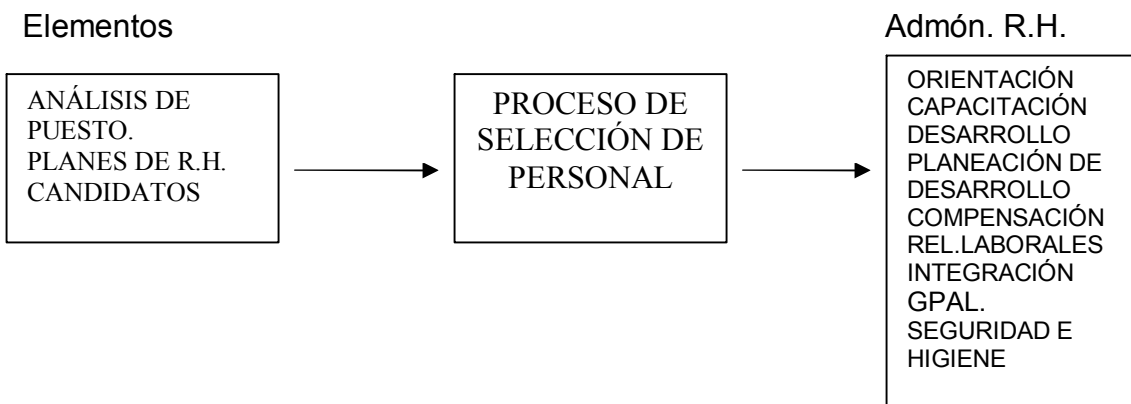 Elementos
Admón. R.H.
ANÁLISIS DE
PUESTO.
PLANES DE R.H.
CANDIDATOS
PROCESO DE
SELECCIÓN DE
PERSONAL
ORIENTACIÓN
CAPACITACIÓN
DESARROLLO
PLANEACIÓN DE
DESARROLLO
COMPENSACIÓN
REL.LABORALES
INTEGRACIÓN
GPAL.
SEGURIDAD E
HIGIENE